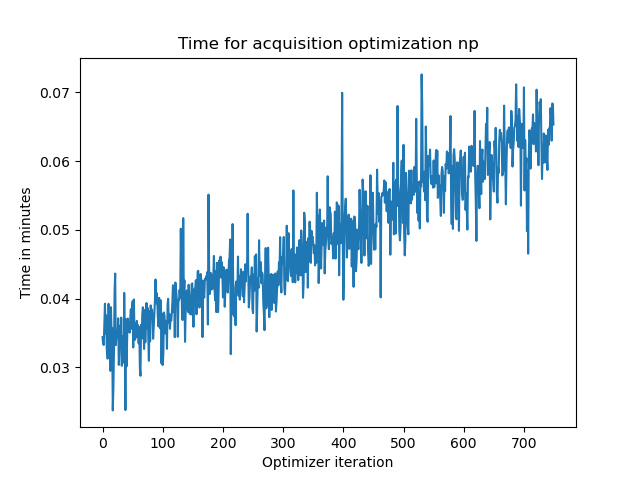 Time for acquisition optimization np
0.07
0.06
0.05
0.04
0.03
Time in minutes
0 100 200 300 400 500 600 700
Optimizer iteration